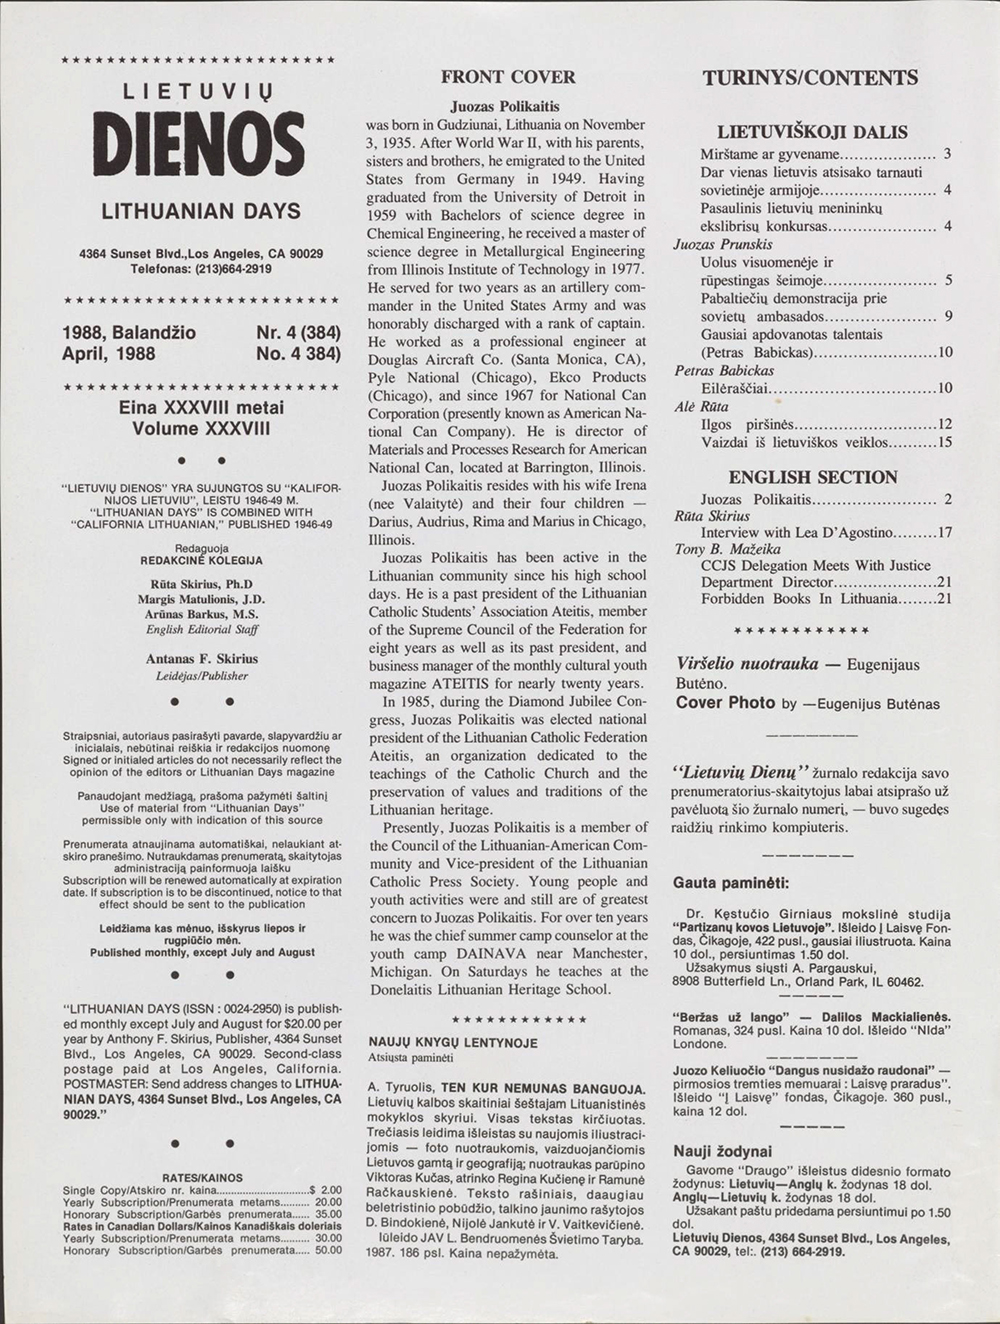 ★★★★★★★★★★★★★★★★★★★★★★★★
LIETUVIŲ
DIENOS
LITHUANIAN DAYS
4364 Sunset Blvd.,Los Angeles, CA 90029
Telefonas: (213)664-2919
★★★★★★★★★★★★★★★★★★★★★★★★
1988, Balandžio Nr. 4 (384)
April, 1988 No. 4 384)
★★★★★★★★★★★★★★★★★★★★★★★★
Eina XXXVIII metai
Volume XXXVIII
● ●
"LIETUVIŲ DIENOS" YRA SUJUNGTOS SU "KALIFOR-
NIJOS LIETUVIU", LEISTU 1946-49 M.
"LITHUANIAN DAYS" IS COMBINED WITH
"CALIFORNIA LITHUANIAN," PUBLISHED 1946-49
Redaguoja
REDAKCINĖ KOLEGIJA
Rūta Skirius, Ph.D
Margis Matulionis, J.D.
Arūnas Barkus, M.S.
English Editorial Staff
Antanas F. Skirius
Leidėjas/Publisher
● ●
Straipsniai, autoriaus pasirašyti pavarde, slapyvardžiu ar
inicialais, nebūtinai reiškia ir redakcijos nuomonę
Signed or initialed articles do not necessarily reflect the
opinion of the editors or Lithuanian Days magazine
Panaudojant medžiagą, prašoma pažymėti šaltinį
Use of material from "Lithuanian Days"
permissible only with indication of this source
Prenumerata atnaujinama automatiškai, nelaukiant at-
skiro pranešimo. Nutraukdamas prenumeratą, skaitytojas
administraciją painformuoja laišku
Subscription will be renewed automatically at expiration
date. If subscription is to be discontinued, notice to that
effect should be sent to the publication
Leidžiama kas mėnuo, išskyrus liepos ir
rugpiūčio mėn.
Published monthly, except July and August
● ●
"LITHUANIAN DAYS (ISSN : 0024-2950) is publish-
ed monthly except July and August for $20.00 per
year by Anthony F. Skirius, Publisher, 4364 Sunset
Blvd., Los Angeles, CA 90029. Second-class
postage paid at Los Angeles, California.
POSTMASTER: Send address changes to LITHUA-
NIAN DAYS, 4364 Sunset Blvd., Los Angeles, CA
90029."
● ●
RATES/KAINOS
Single Copy/Atskiro nr. kaina...............................$ 2.00
Yearly Subscription/Prenumerata metams.......... 20.00
Honorary Subscription/Garbės prenumerata...... 35.00
Rates in Canadian Dollars/Kainos Kanadiškais doleriais
Yearly Subscription/Prenumerata metams.......... 30.00
Honorary Subscription/Garbės prenumerata..... 50.00
FRONT COVER
Juozas Polikaitis
was born in Gudziunai, Lithuania on November
3, 1935. After World War II, with his parents,
sisters and brothers, he emigrated to the United
States from Germany in 1949. Having
graduated from the University of Detroit in
1959 with Bachelors of science degree in
Chemical Engineering, he received a master of
science degree in Metallurgical Engineering
from Illinois Institute of Technology in 1977.
He served for two years as an artillery com-
mander in the United States Army and was
honorably discharged with a rank of captain.
He worked as a professional engineer at
Douglas Aircraft Co. (Santa Monica, CA),
Pyle National (Chicago), Ekco Products
(Chicago), and since 1967 for National Can
Corporation (presently known as American Na-
tional Can Company). He is director of
Materials and Processes Research for American
National Can, located at Barrington, Illinois.
Juozas Polikaitis resides with his wife Irena
(nee Valaitytė) and their four children —
Darius, Audrius, Rima and Marius in Chicago,
Illinois.
Juozas Polikaitis has been active in the
Lithuanian community since his high school
days. He is a past president of the Lithuanian
Catholic Students' Association Ateitis, member
of the Supreme Council of the Federation for
eight years as well as its past president, and
business manager of the monthly cultural youth
magazine ATEITIS for nearly twenty years.
In 1985, during the Diamond Jubilee Con-
gress, Juozas Polikaitis was elected national
president of the Lithuanian Catholic Federation
Ateitis, an organization dedicated to the
teachings of the Catholic Church and the
preservation of values and traditions of the
Lithuanian heritage.
Presently, Juozas Polikaitis is a member of
the Council of the Lithuanian-American Com-
munity and Vice-president of the Lithuanian
Catholic Press Society. Young people and
youth activities were and still are of greatest
concern to Juozas Polikaitis. For over ten years
he was the chief summer camp counselor at the
youth camp DAINAVA near Manchester,
Michigan. On Saturdays he teaches at the
Donelaitis Lithuanian Heritage School.
★★★★★★★★★★★★
NAUJŲ KNYGŲ LENTYNOJE
Atsiųsta paminėti
A. Tyruolis, TEN KUR NEMUNAS BANGUOJA.
Lietuvių kalbos skaitiniai šeštajam Lituanistinės
mokyklos skyriui. Visas tekstas kirčiuotas.
Trečiasis leidima išleistas su naujomis iliustraci-
jomis — foto nuotraukomis, vaizduojančiomis
Lietuvos gamtą ir geografiją; nuotraukas parūpino
Viktoras Kučas, atrinko Regina Kučienę ir Ramunė
Račkauskienė. Teksto rašiniais, daaugiau
beletristinio pobūdžio, talkino jaunimo rašytojos
D. Bindokienė, Nijolė Jankutė ir V. Vaitkevičienė.
Iūleido JAV L. Bendruomenės Švietimo Taryba.
1987. 186 psl. Kaina nepažymėta.
TURINYS/CONTENTS
LIETUVIŠKOJI DALIS
Mirštame ar gyvename.................... 3
Dar vienas lietuvis atsisako tarnauti
sovietinėje armijoje........................ 4
Pasaulinis lietuvių menininkų
ekslibrisų konkursas...................... 4
Juozas Prunskis
Uolus visuomenėje ir
rūpestingas šeimoje....................... 5
Pabaltiečių demonstracija prie
sovietų ambasados....................... 9
Gausiai apdovanotas talentais
(Petras Babickas)..........................10
Petras Babickas
Eilėraščiai...................................10
Alė Rūta
Ilgos piršinės.............................12
Vaizdai iš lietuviškos veiklos..........15
ENGLISH SECTION
Juozas Polikaitis.......................... 2
Rūta Skirius
Interview with Lea D'Agostino.........17
Tony B. Mažeika
CCJS Delegation Meets With Justice
Department Director.....................21
Forbidden Books In Lithuania........21
★★★★★★★★★★★★
Viršelio nuotrauka — Eugenijaus
Butėno.
Cover Photo by —Eugenijus Butėnas
————————
"Lietuvių Dienų" žurnalo redakcija savo
prenumeratorius-skaitytojus labai atsiprašo už
pavėluotą šio žurnalo numerį, — buvo sugedęs
raidžių rinkimo kompiuteris.
————————
Gauta paminėti:
Dr. Kęstučio Girniaus mokslinė studija
"Partizanų kovos Lietuvoje". Išleido Į Laisvę Fon-
das, Čikagoje, 422 pusl., gausiai iliustruota. Kaina
10 dol., persiuntimas 1.50 dol.
Užsakymus siųsti A. Pargauskui,
8908 Butterfield Ln., Orland Park, IL 60462.
—————
"Beržas už lango" — Dalilos Mackialienės.
Romanas, 324 pusl. Kaina 10 dol. Išleido "NIda"
Londone.
————————
Juozo Keliuočio "Dangus nusidažo raudonai" —
pirmosios tremties memuarai : Laisvę praradus".
Išleido "Į Laisvę" fondas, Čikagoje. 360 pusl.,
kaina 12 dol.
—————
Nauji žodynai
Gavome "Draugo" išleistus didesnio formato
žodynus: Lietuvių—Anglų k. žodynas 18 dol.
Anglų—Lietuvių k. žodynas 18 dol.
Užsakant paštu pridedama persiuntimui po 1.50
dol.
Lietuvių Dienos, 4364 Sunset Blvd., Los Angeles,
CA 90029, tel:. (213) 664-2919.